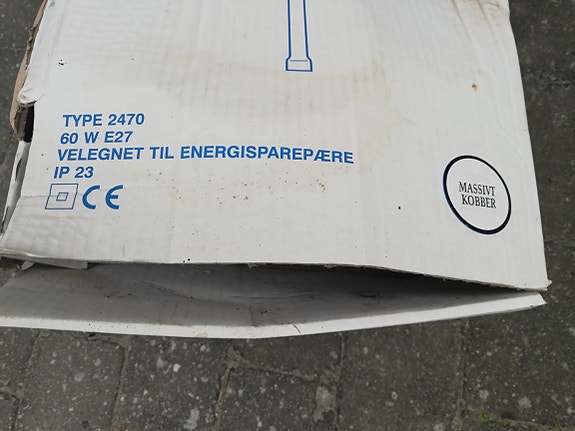 TYPE 2470
60 W E27
VELEGNET TIL ENERGISPAREPÆRE
IP 23
CE
MASSIVT
KOBBER